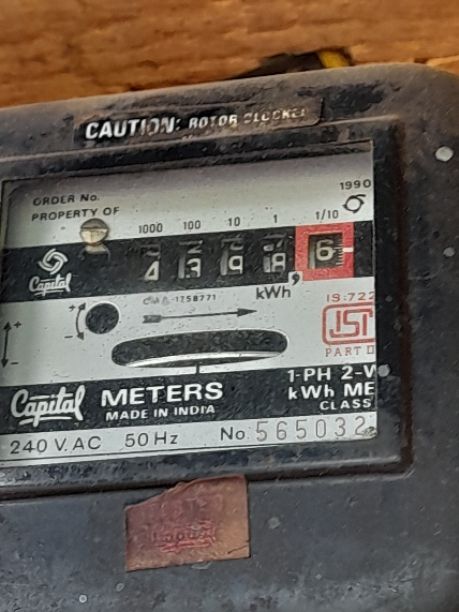 CAUTION: ROTOR
ORDER No.
PROPERTY OF
1990
1000 100 10 1 1/10
4 3 9 8, 6
Capital
kWh
IS:722
ISI
PART II
1-PH 2-W
Capital METERS
kWh ME
MADE IN INDIA
CLASS
240 V. AC 50 Hz No. 565032